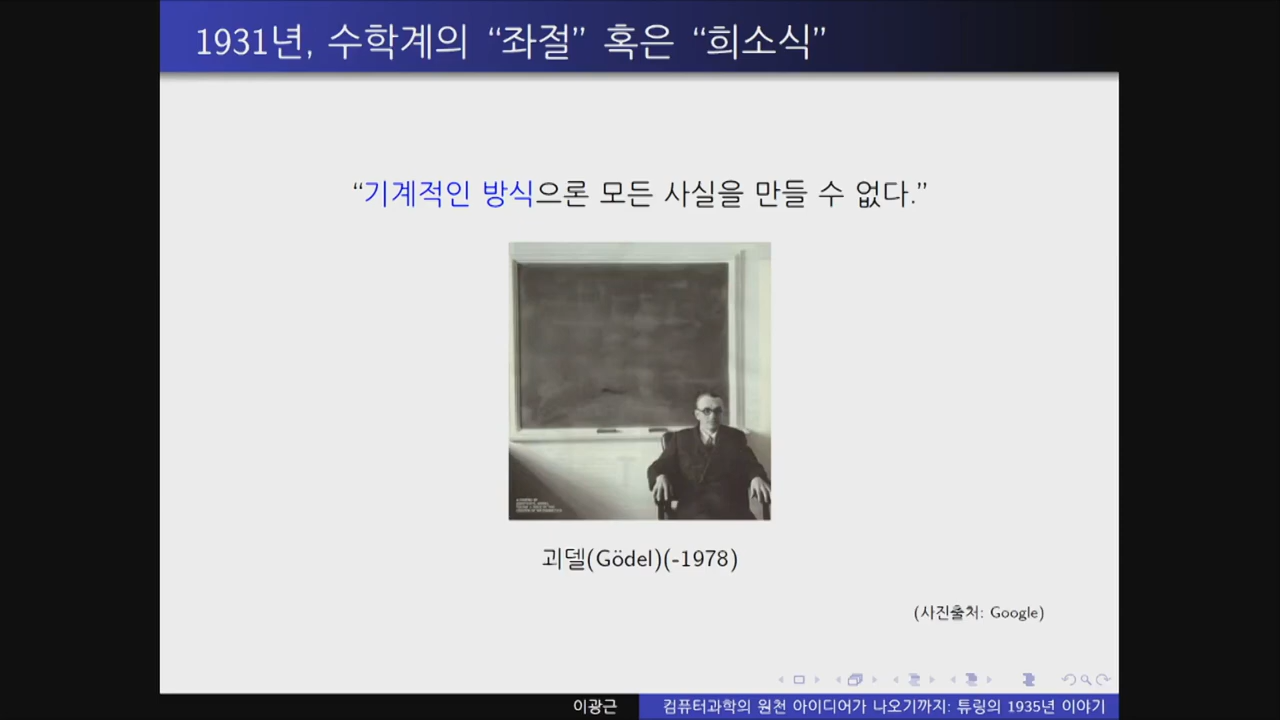 1931년, 수학계의 “좌절” 혹은 “희소식”
“기계적인 방식으론 모든 사실을 만들 수 없다.”
괴델(Gödel)(-1978)
(사진출처: Google)
이광근
컴퓨터과학의 원천 아이디어가 나오기까지: 튜링의 1935년 이야기